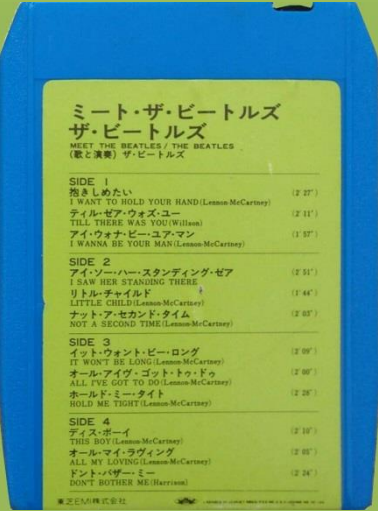 ミート・ザ・ビートルズ
ザ・ビートルズ
MEET THE BEATLES / THE BEATLES
(歌と演奏) ザ・ビートルズ
SIDE 1
抱きしめたい (2'27")
I WANT TO HOLD YOUR HAND (Lennon-McCartney)
ティル・ゼア・ウォズ・ユー (2'11")
TILL THERE WAS YOU (Willson)
アイ・ウォナ・ビー・ユア・マン (1'57")
I WANNA BE YOUR MAN (Lennon-McCartney)
SIDE 2
アイ・ソー・ハー・スタンディング・ゼア (2'51")
I SAW HER STANDING THERE
リトル・チャイルド (1'44")
LITTLE CHILD (Lennon-McCartney)
ナット・ア・セカンド・タイム (2'03")
NOT A SECOND TIME (Lennon-McCartney)
SIDE 3
イット・ウォント・ビー・ロング (2'09")
IT WON'T BE LONG (Lennon-McCartney)
オール・アイヴ・ゴット・トゥ・ドゥ (2'00")
ALL I'VE GOT TO DO (Lennon-McCartney)
ホールド・ミー・タイト (2'28")
HOLD ME TIGHT (Lennon-McCartney)
SIDE 4
ディス・ボーイ
THIS BOY (Lennon-McCartney)
オール・マイ・ラヴィング (2'05")
ALL MY LOVING (Lennon-McCartney)
ドント・バザー・ミー (2'24")
DON'T BOTHER ME (Harrison)
東芝EMI株式会社